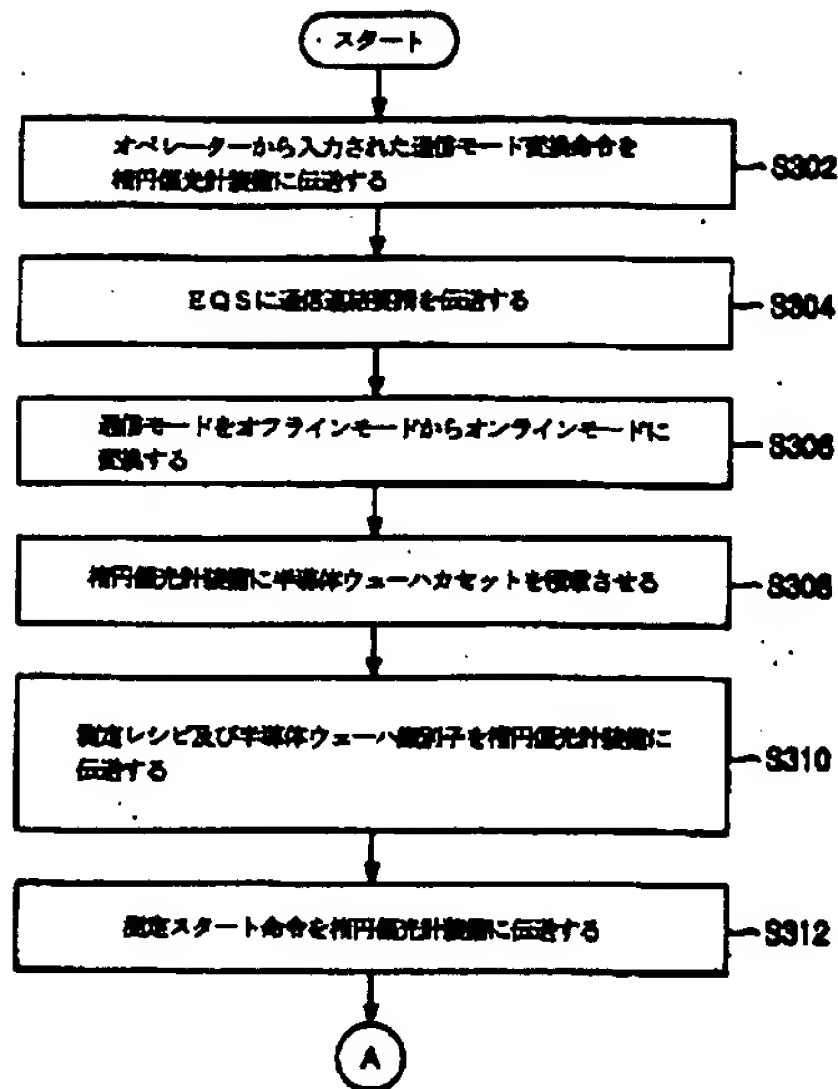 スタート
オペレーターから入力された通信モード変換命令を
楕円偏光計装備に伝送する
S302
EQSに通信連結要請を伝送する
S304
通信モードをオフラインモードからオンラインモードに
変換する
S306
楕円偏光計装備に半導体ウェーハカセットを積載させる
S308
測定レシピ及び半導体ウェーハ識別子を楕円偏光計装備に
伝送する
S310
測定スタート命令を楕円偏光計装備に伝送する
S312
A